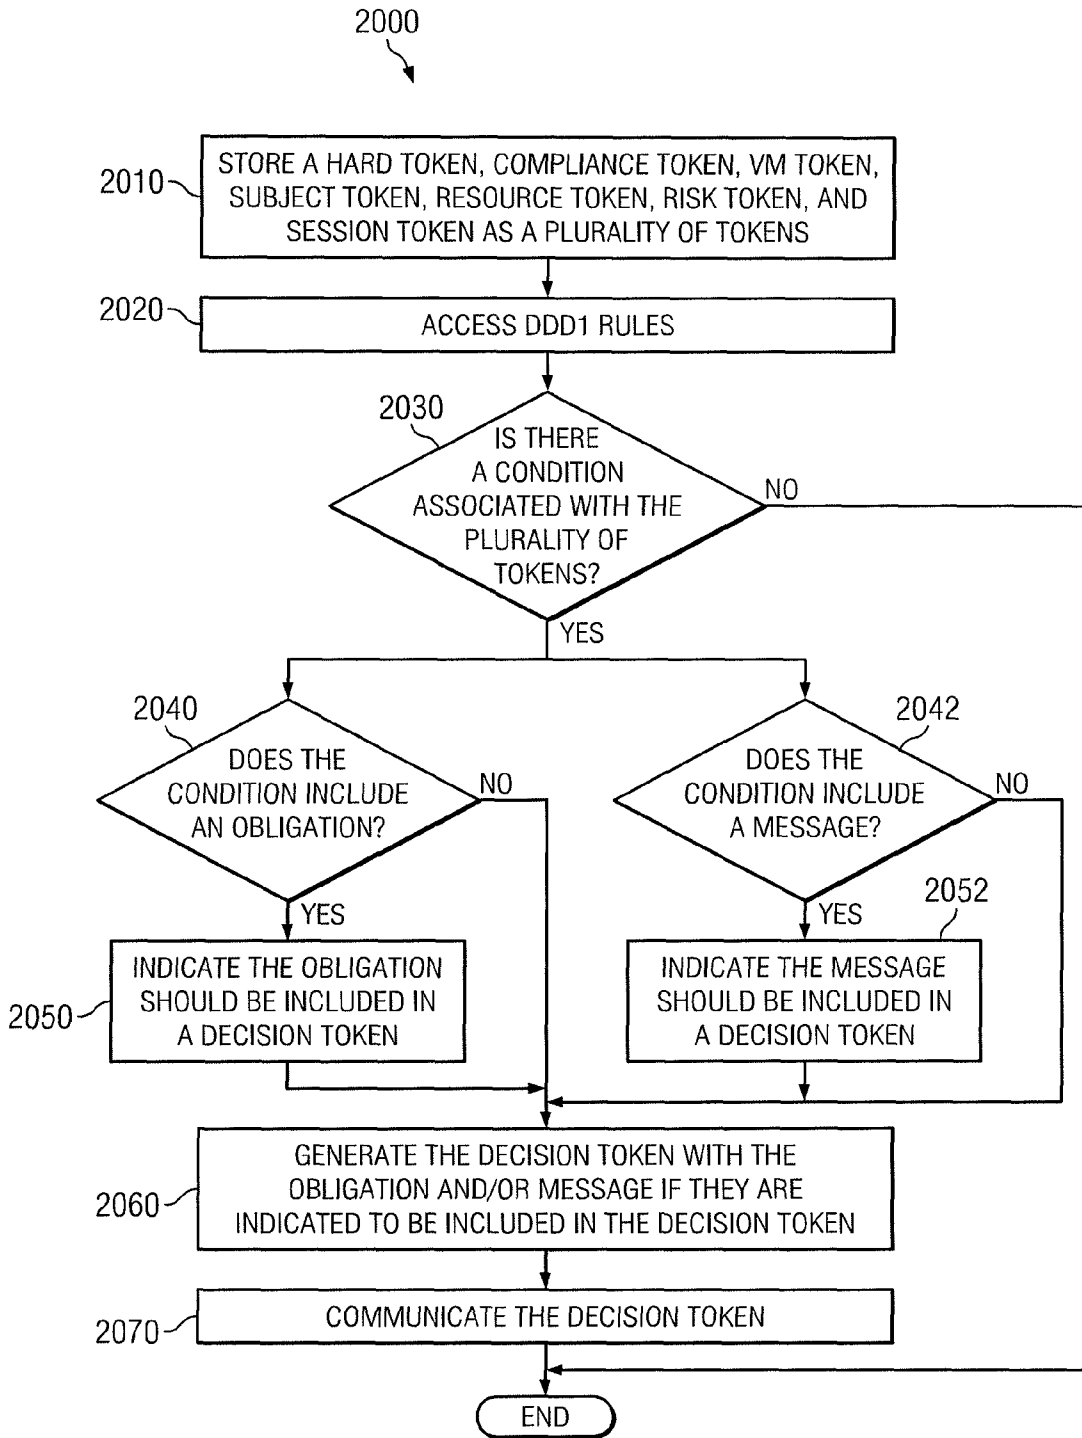 2000
2010
STORE A HARD TOKEN, COMPLIANCE TOKEN, VM TOKEN,
SUBJECT TOKEN, RESOURCE TOKEN, RISK TOKEN, AND
SESSION TOKEN AS A PLURALITY OF TOKENS
2020
ACCESS DDD1 RULES
2030
IS THERE
A CONDITION
ASSOCIATED WITH THE
PLURALITY OF
TOKENS?
NO
YES
2040
DOES THE
CONDITION INCLUDE
AN OBLIGATION?
NO
YES
2042
DOES THE
CONDITION INCLUDE
A MESSAGE?
NO
YES
2050
INDICATE THE OBLIGATION
SHOULD BE INCLUDED IN
A DECISION TOKEN
2052
INDICATE THE MESSAGE
SHOULD BE INCLUDED IN
A DECISION TOKEN
2060
GENERATE THE DECISION TOKEN WITH THE
OBLIGATION AND/OR MESSAGE IF THEY ARE
INDICATED TO BE INCLUDED IN THE DECISION TOKEN
2070
COMMUNICATE THE DECISION TOKEN
END